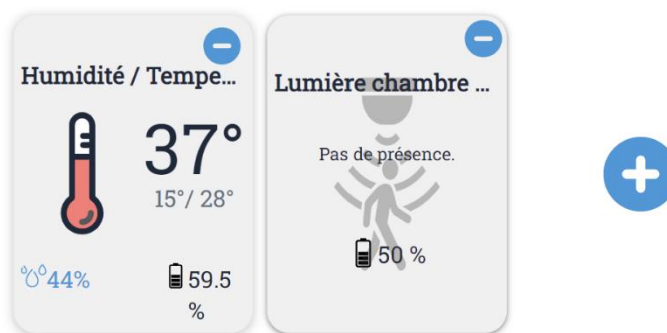 Humidité / Tempe...
37°
15°/ 28°
44%
59.5
%
Lumière chambre ...
Pas de présence.
50 %